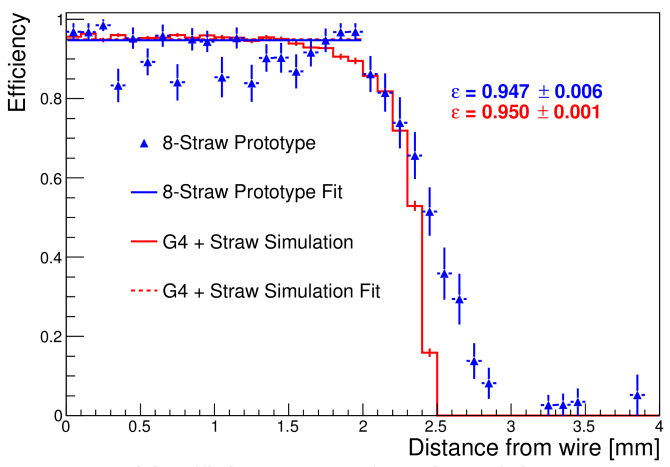 Efficiency
1
0.8
0.6
0.4
0.2
0
ε = 0.947 ± 0.006
ε = 0.950 ± 0.001
8-Straw Prototype
8-Straw Prototype Fit
G4 + Straw Simulation
G4 + Straw Simulation Fit
0 0.5 1 1.5 2 2.5 3 3.5 4
Distance from wire [mm]